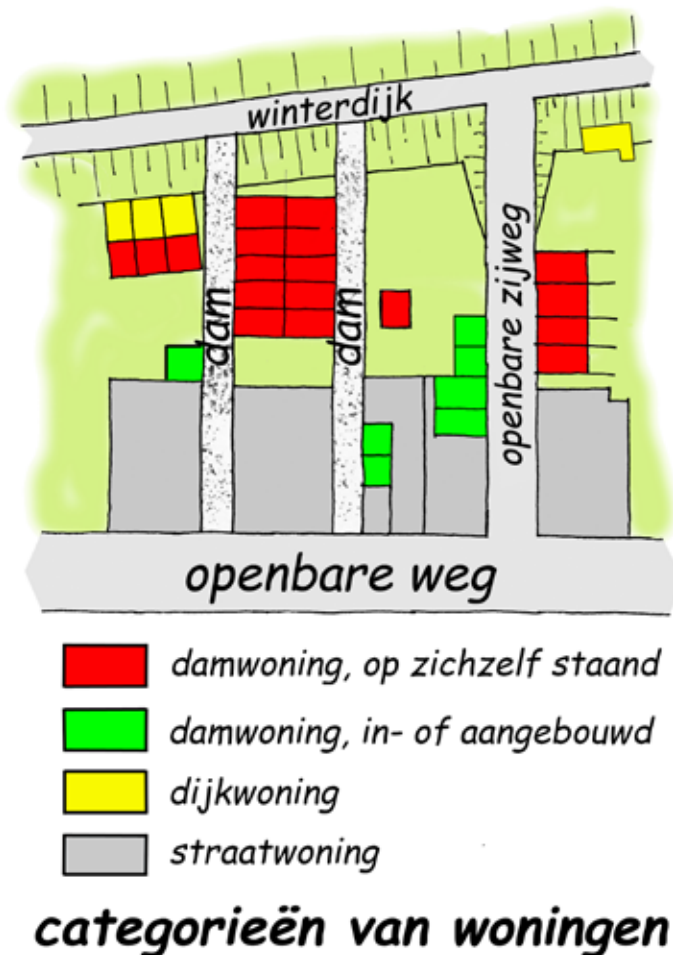 winterdijk
dam
dam
openbare zijweg
openbare weg
damwoning, op zichzelf staand
damwoning, in- of aangebouwd
dijkwoning
straatwoning
categorieën van woningen